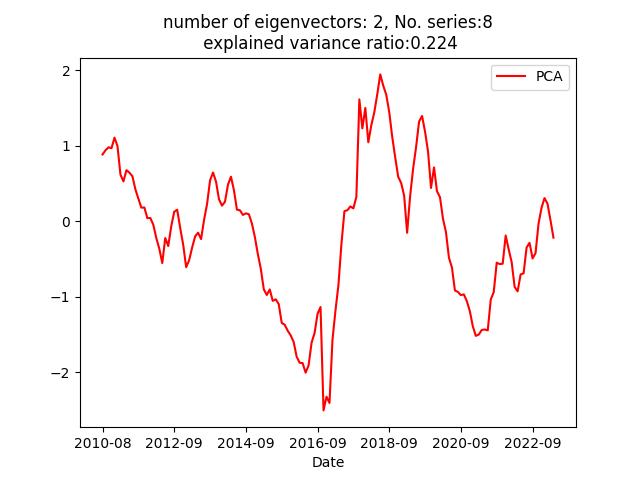 number of eigenvectors: 2, No. series:8
explained variance ratio:0.224
PCA
2
1
0
−1
−2
2010-08 2012-09 2014-09 2016-09 2018-09 2020-09 2022-09
Date